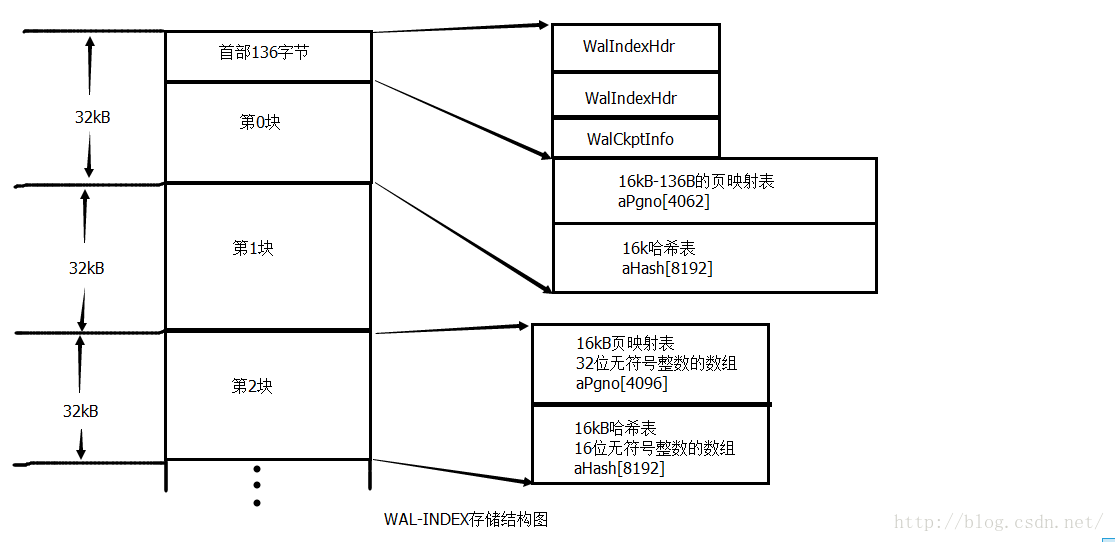 首部136字节
32kB
第0块
WalIndexHdr
WalIndexHdr
WalCkptInfo
16kB-136B的页映射表
aPgno[4062]
16k哈希表
aHash[8192]
第1块
32kB
第2块
32kB
16kB页映射表
32位无符号整数的数组
aPgno[4096]
16kB哈希表
16位无符号整数的数组
aHash[8192]
WAL-INDEX存储结构图
http://blog.csdn.net/